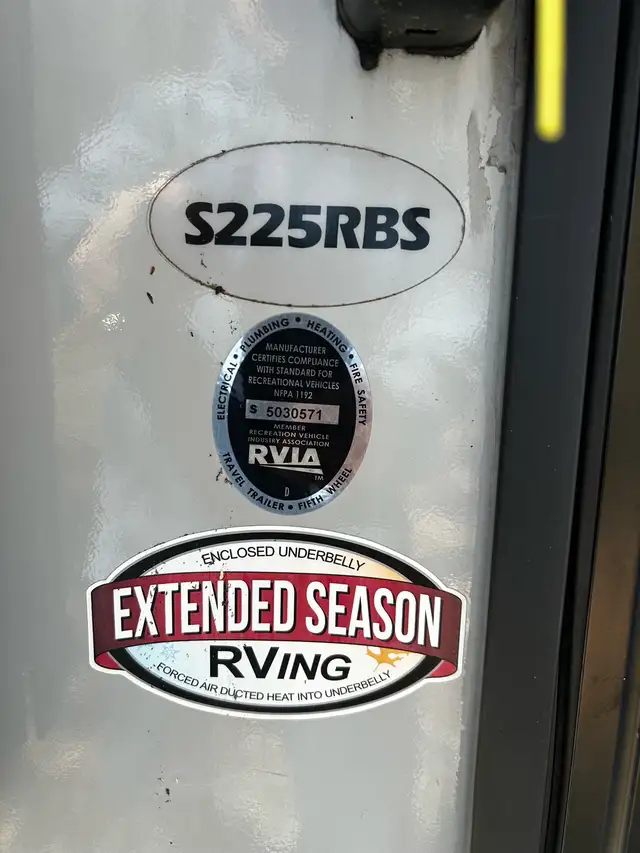 S225RBS
ELECTRICAL • PLUMBING • HEATING • FIRE SAFETY
MANUFACTURER
CERTIFIES COMPLIANCE
WITH STANDARD FOR
RECREATIONAL VEHICLES
NFPA 1192
S 5030571
MEMBER
RECREATION VEHICLE
INDUSTRY ASSOCIATION
RVIA
TM
D
TRAVEL TRAILER • FIFTH WHEEL
ENCLOSED UNDERBELLY
EXTENDED SEASON
RVING
FORCED AIR DUCTED HEAT INTO UNDERBELLY